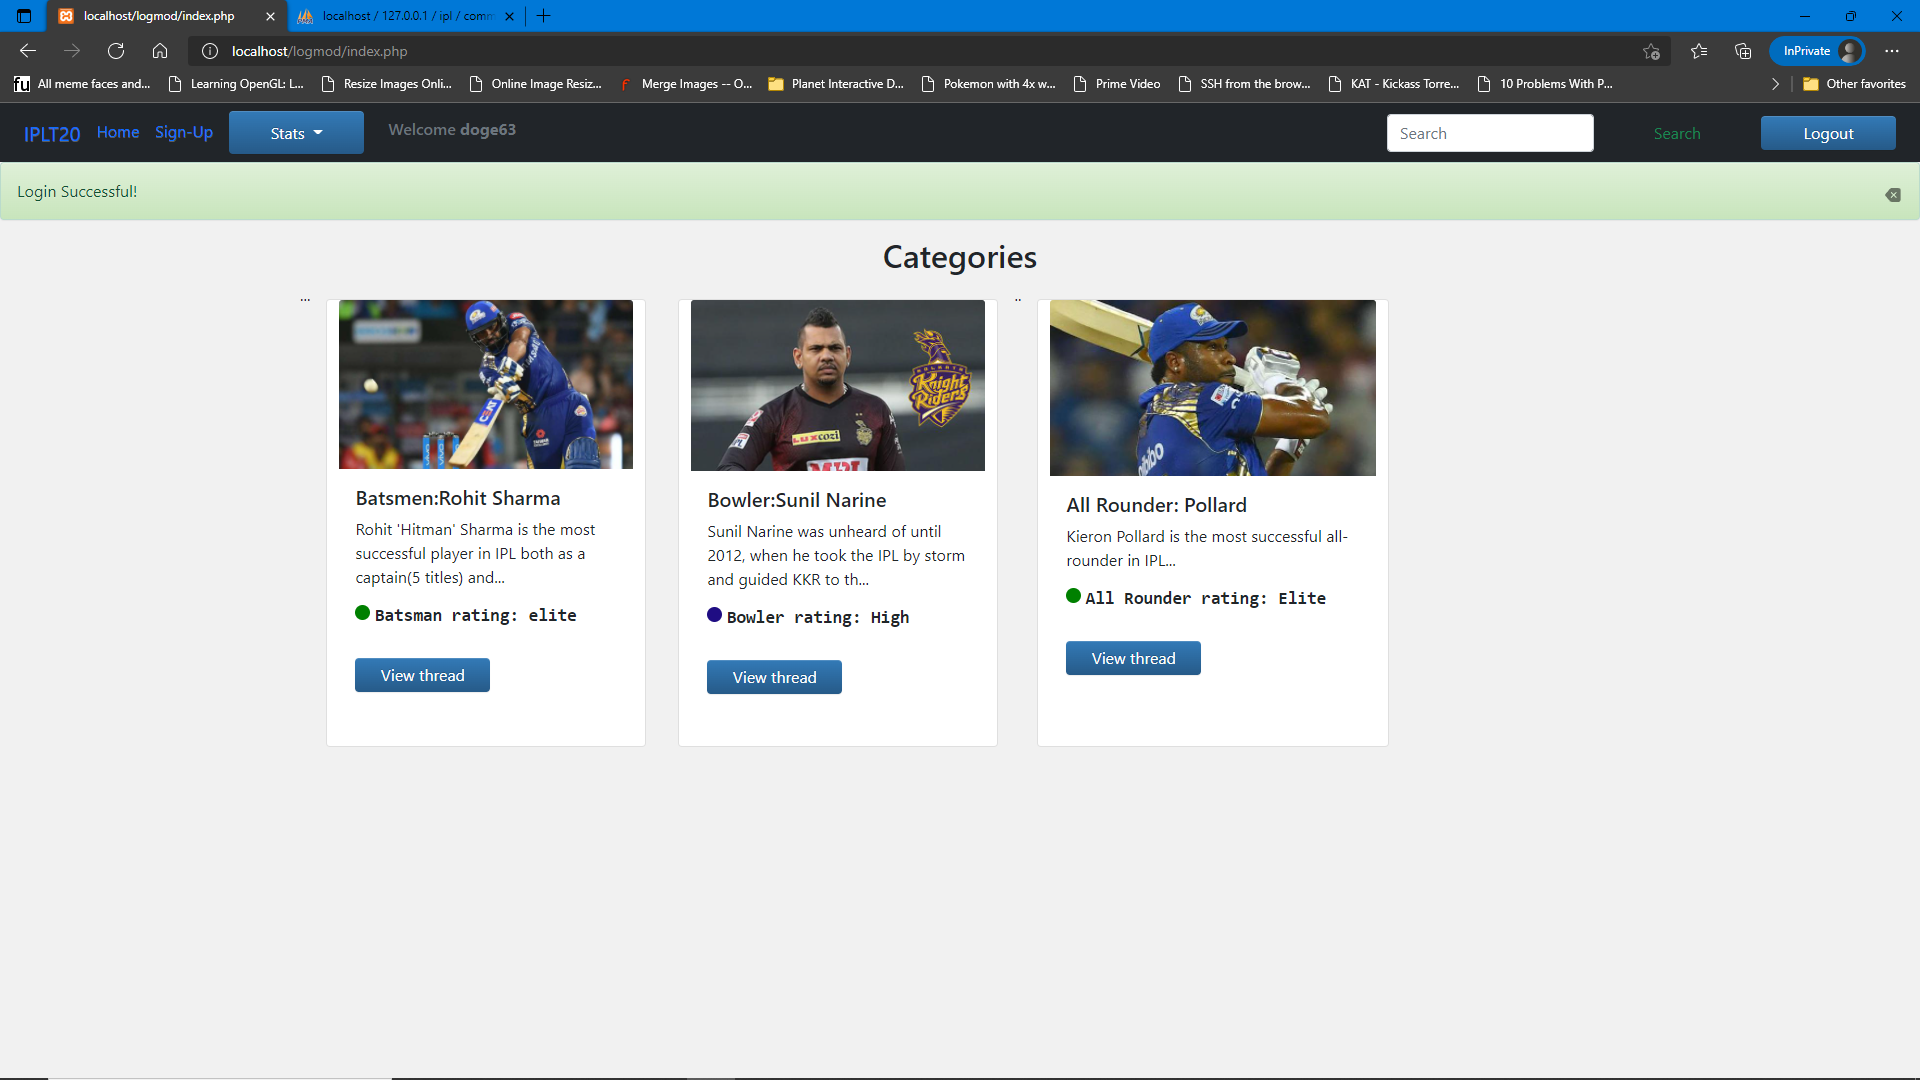 localhost/logmod/index.php
localhost / 127.0.0.1 / ipl / comm
localhost/logmod/index.php
InPrivate
All meme faces and...
Learning OpenGL: L...
Resize Images Onli...
Online Image Resiz...
Merge Images -- O...
Planet Interactive D...
Pokemon with 4x w...
Prime Video
SSH from the brow...
KAT - Kickass Torre...
10 Problems With P...
Other favorites
IPLT20
Home
Sign-Up
Stats
Welcome doge63
Search
Search
Logout
Login Successful!
Categories
...
Batsmen:Rohit Sharma
Rohit 'Hitman' Sharma is the most
successful player in IPL both as a
captain(5 titles) and...
Batsman rating: elite
View thread
KOLKATA
Knight
Riders
LUX COZI
MPL
Bowler:Sunil Narine
Sunil Narine was unheard of until
2012, when he took the IPL by storm
and guided KKR to th...
Bowler rating: High
View thread
..
All Rounder: Pollard
Kieron Pollard is the most successful all-
rounder in IPL...
All Rounder rating: Elite
View thread